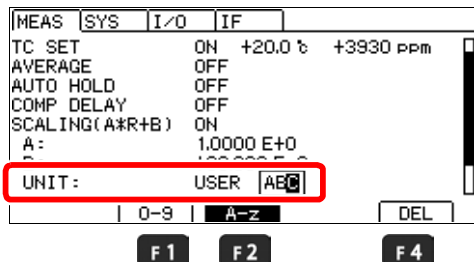 MEAS SYS I/O IF
TC SET ON +20.0 ℃ +3930 ppm
AVERAGE OFF
AUTO HOLD OFF
COMP DELAY OFF
SCALING(A*R+B) ON
A: 1.0000 E+0
UNIT: USER ABC
0-9 A-z DEL
F1 F2 F4